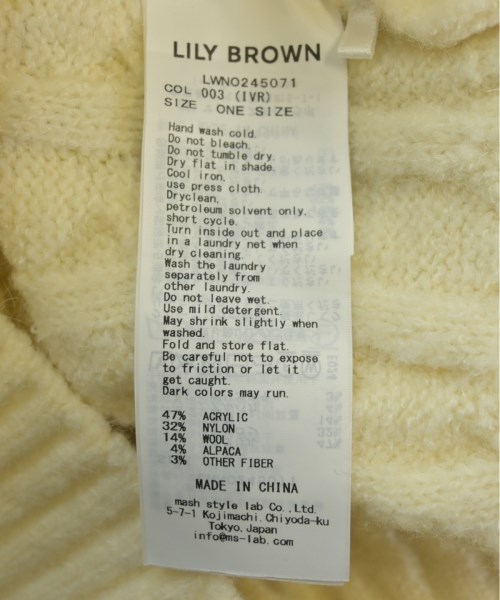 LILY BROWN
LWNO245071
COL 003 (IVR)
SIZE ONE SIZE
Hand wash cold.
Do not bleach.
Do not tumble dry.
Dry flat in shade.
Cool iron,
use press cloth.
Dryclean,
petroleum solvent only.
short cycle.
Turn inside out and place
in a laundry net when
dry cleaning.
Wash the laundry
separately from
other laundry.
Do not leave wet.
Use mild detergent.
May shrink slightly when
washed.
Fold and store flat.
Be careful not to expose
to friction or let it
get caught.
Dark colors may run.
47% ACRYLIC
32% NYLON
14% WOOL
4% ALPACA
3% OTHER FIBER
MADE IN CHINA
mash style lab Co.,Ltd.
5-7-1 Kojimachi,Chiyoda-ku
Tokyo,Japan
info@ms-lab.com